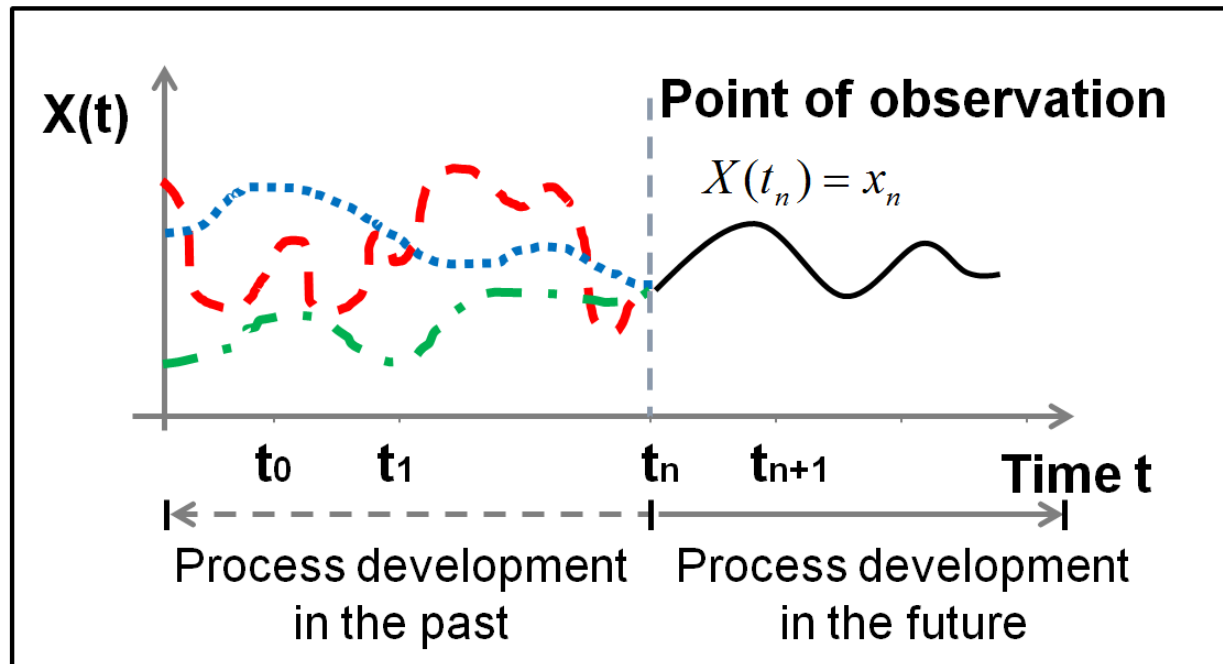 X(t)
Point of observation
X(tₙ) = xₙ
t₀ t₁ tₙ tₙ₊₁
Time t
Process development
in the past
Process development
in the future